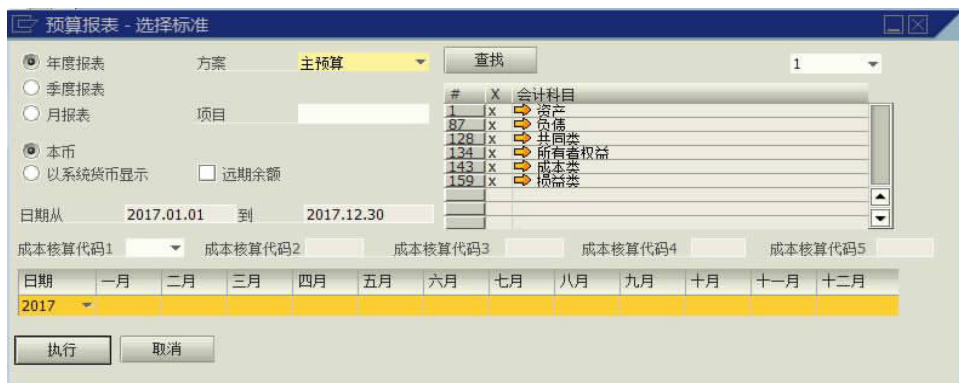 预算报表 - 选择标准
年度报表 方案 主预算 查找 1
季度报表
月报表 项目
# X 会计科目
1 x 资产
87 x 负债
128 x 共同类
134 x 所有者权益
143 x 成本类
159 x 损益类
本币
以系统货币显示 远期余额
日期从 2017.01.01 到 2017.12.30
成本核算代码1 成本核算代码2 成本核算代码3 成本核算代码4 成本核算代码5
日期 一月 二月 三月 四月 五月 六月 七月 八月 九月 十月 十一月 十二月
2017
执行 取消